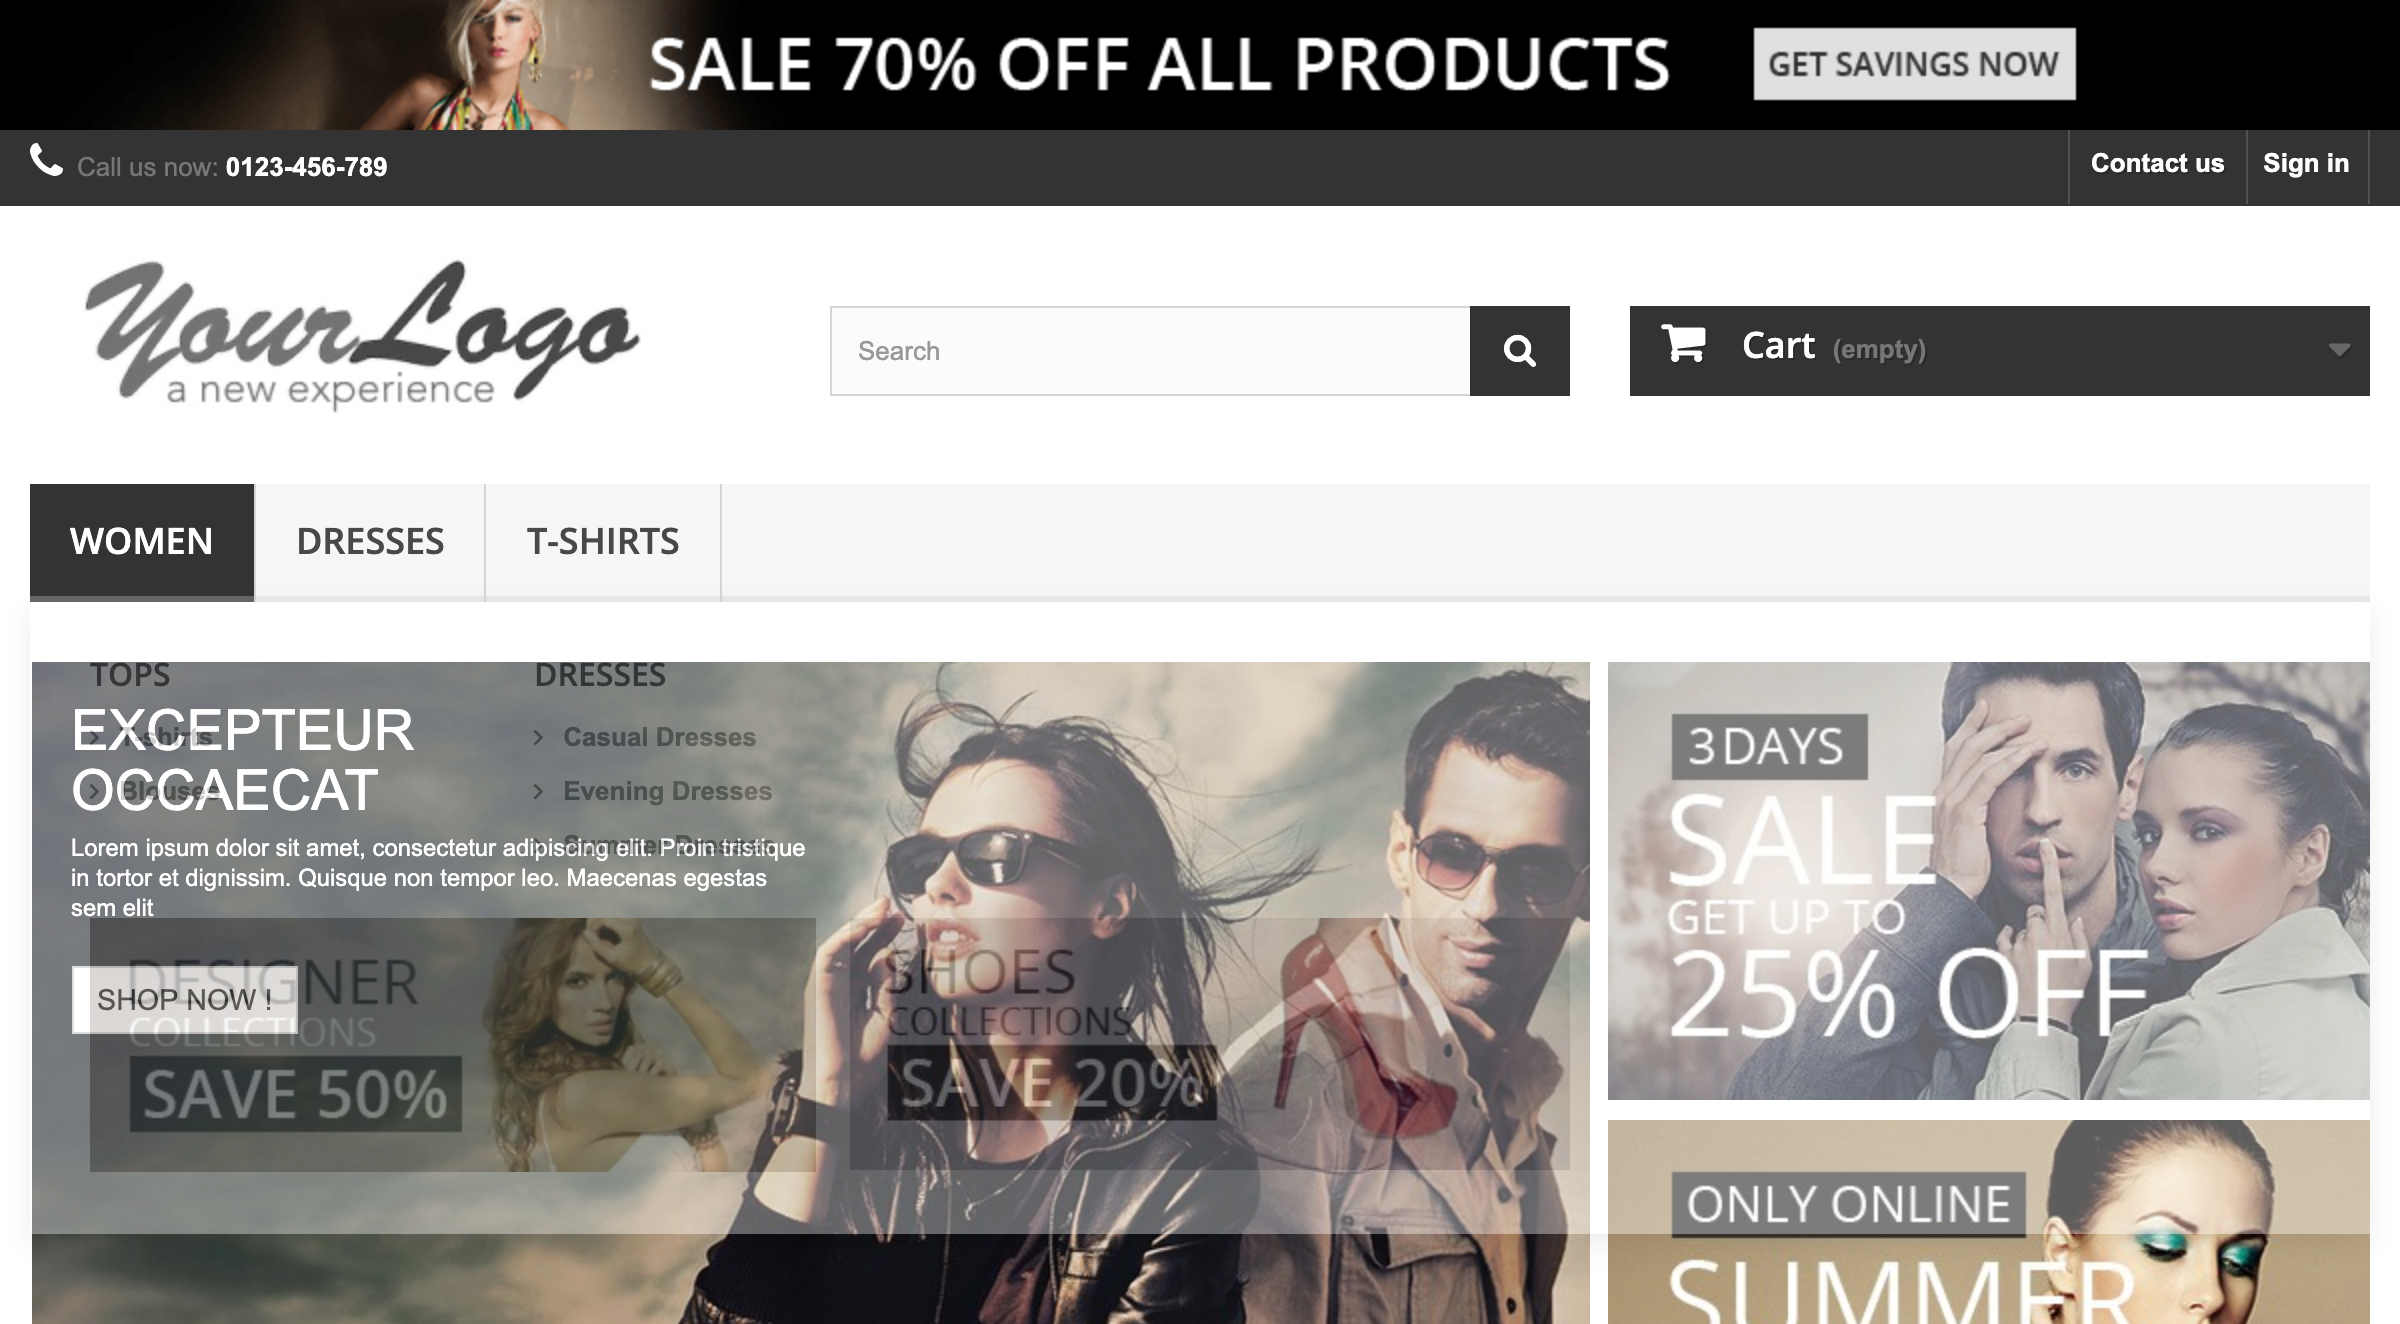 SALE 70% OFF ALL PRODUCTS
GET SAVINGS NOW
Call us now: 0123-456-789
Contact us
Sign in
YourLogo
a new experience
Search
Cart (empty)
WOMEN
DRESSES
T-SHIRTS
TOPS
T-shirts
Blouses
DRESSES
Casual Dresses
Evening Dresses
Summer Dresses
EXCEPTEUR
OCCAECAT
Lorem ipsum dolor sit amet, consectetur adipiscing elit. Proin tristique
in tortor et dignissim. Quisque non tempor leo. Maecenas egestas
sem elit
SHOP NOW !
DESIGNER
COLLECTIONS
SAVE 50%
SHOES
COLLECTIONS
SAVE 20%
3 DAYS
SALE
GET UP TO
25% OFF
ONLY ONLINE
SUMMER